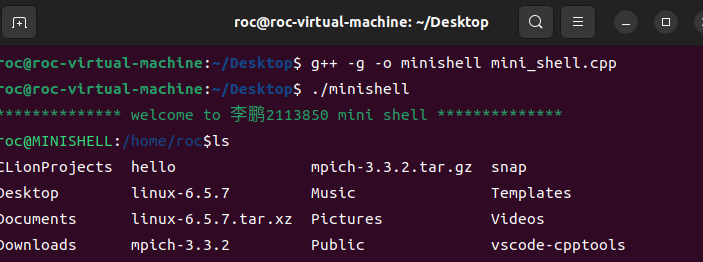 roc@roc-virtual-machine: ~/Desktop
roc@roc-virtual-machine:~/Desktop$ g++ -g -o minishell mini_shell.cpp
roc@roc-virtual-machine:~/Desktop$ ./minishell
************** welcome to 李鹏2113850 mini shell **************
roc@MINISHELL:/home/roc$ls
CLionProjects hello mpich-3.3.2.tar.gz snap
Desktop linux-6.5.7 Music Templates
Documents linux-6.5.7.tar.xz Pictures Videos
Downloads mpich-3.3.2 Public vscode-cpptools